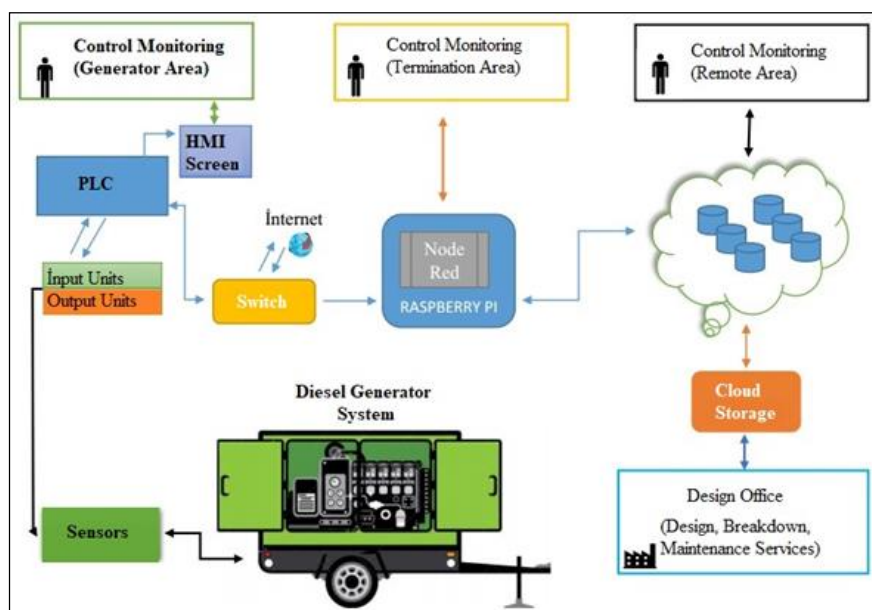 Control Monitoring
(Generator Area)
Control Monitoring
(Termination Area)
Control Monitoring
(Remote Area)
HMI
Screen
PLC
İnternet
Node
Red
RASPBERRY PI
İnput Units
Output Units
Switch
Diesel Generator
System
Cloud
Storage
Sensors
Design Office
(Design, Breakdown,
Maintenance Services)